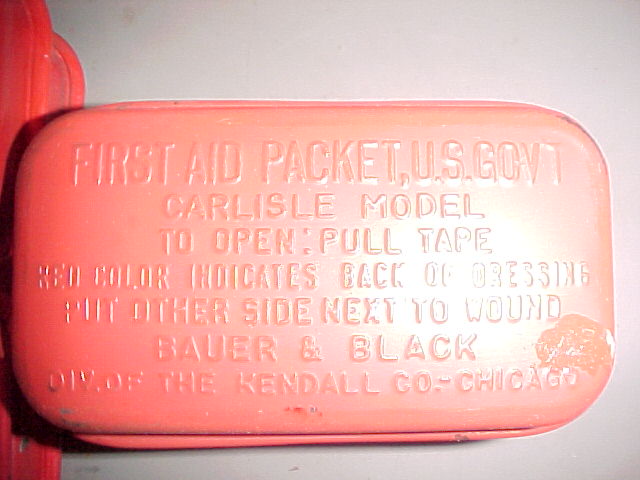 FIRST AID PACKET, U.S. GOV'T
CARLISLE MODEL
TO OPEN: PULL TAPE
RED COLOR INDICATES BACK OF DRESSING
PUT OTHER SIDE NEXT TO WOUND
BAUER & BLACK
DIV. OF THE KENDALL CO.-CHICAGO